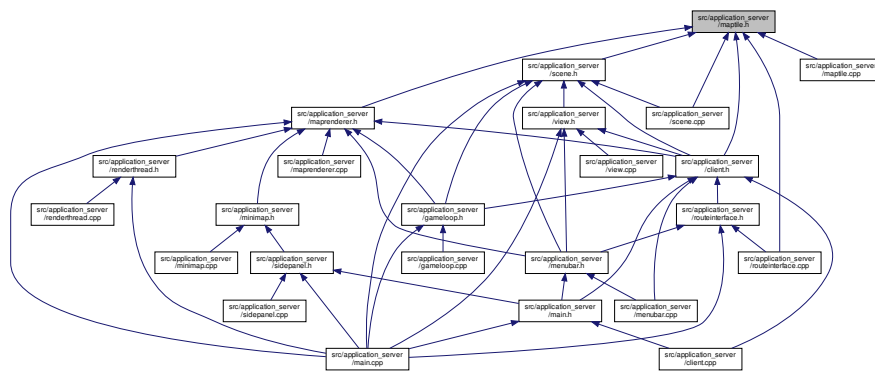 src/application_server
/maptile.h
src/application_server
/scene.h
src/application_server
/maptile.cpp
src/application_server
/maprenderer.h
src/application_server
/view.h
src/application_server
/scene.cpp
src/application_server
/renderthread.h
src/application_server
/maprenderer.cpp
src/application_server
/view.cpp
src/application_server
/client.h
src/application_server
/renderthread.cpp
src/application_server
/minimap.h
src/application_server
/gameloop.h
src/application_server
/routeinterface.h
src/application_server
/minimap.cpp
src/application_server
/sidepanel.h
src/application_server
/gameloop.cpp
src/application_server
/menubar.h
src/application_server
/routeinterface.cpp
src/application_server
/sidepanel.cpp
src/application_server
/main.h
src/application_server
/menubar.cpp
src/application_server
/main.cpp
src/application_server
/client.cpp